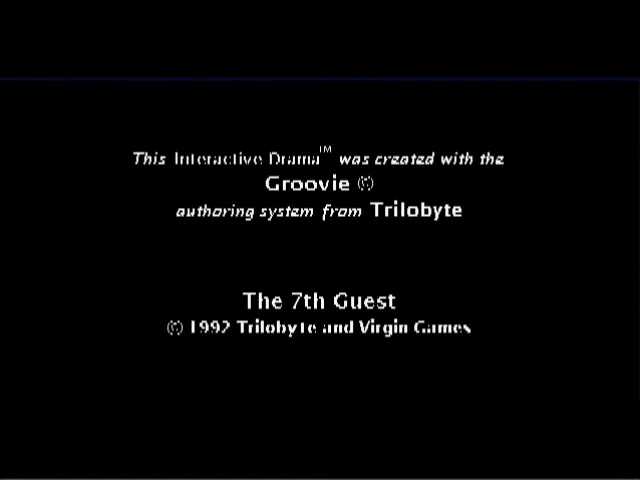 This Interactive Drama™ was created with the
Groovie ©
authoring system from Trilobyte
The 7th Guest
© 1992 Trilobyte and Virgin Games